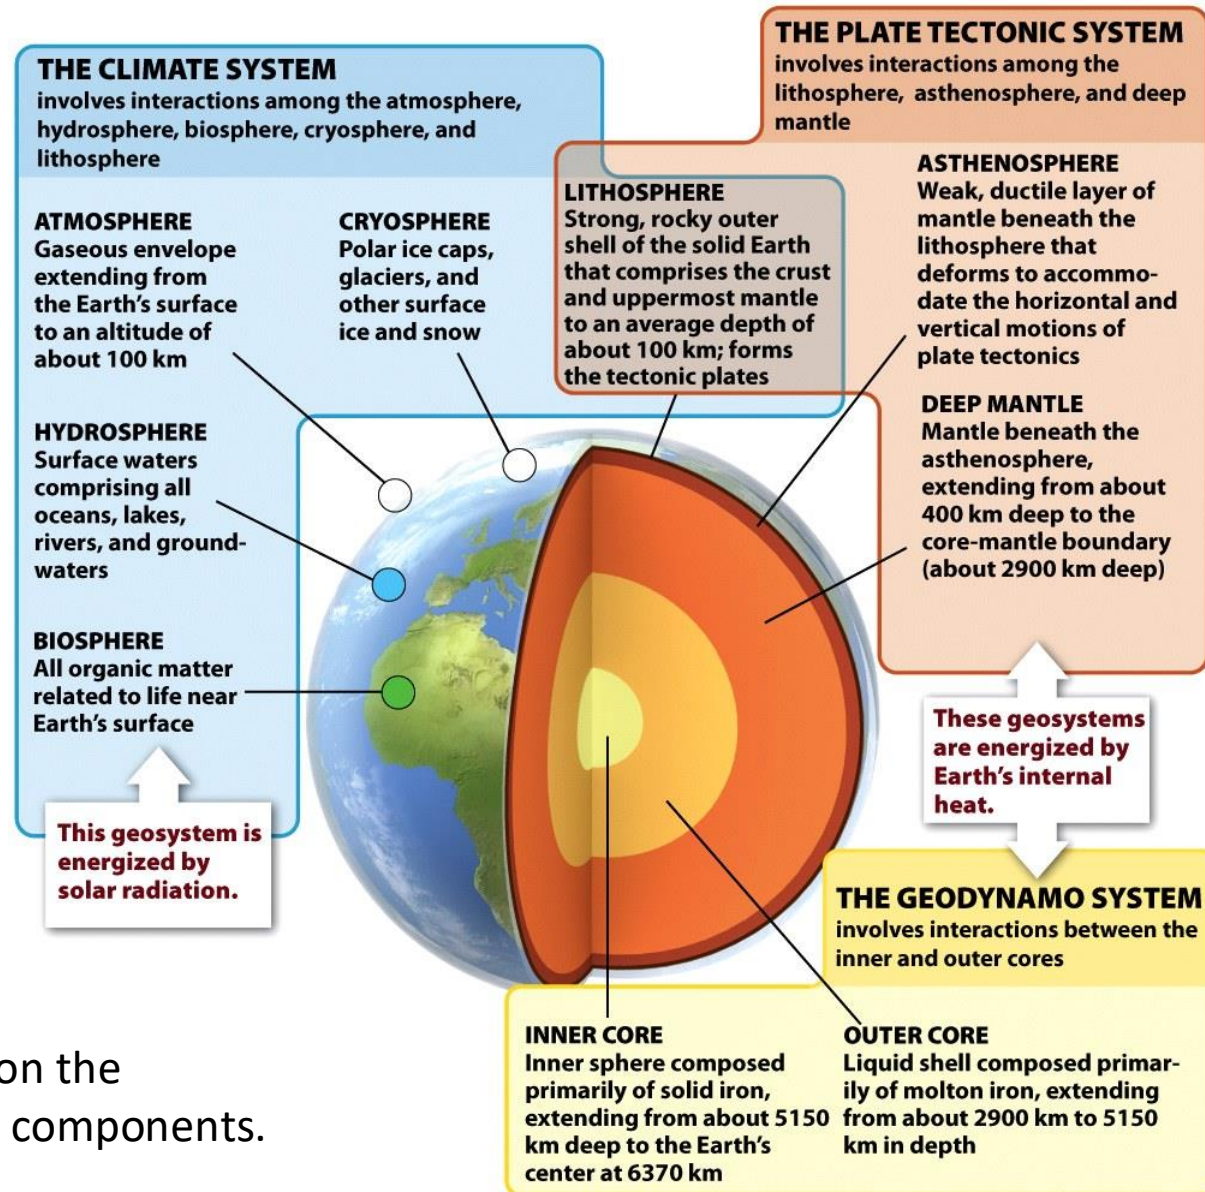 THE CLIMATE SYSTEM
involves interactions among the atmosphere,
hydrosphere, biosphere, cryosphere, and
lithosphere
THE PLATE TECTONIC SYSTEM
involves interactions among the
lithosphere, asthenosphere, and deep
mantle
ATMOSPHERE
Gaseous envelope
extending from
the Earth's surface
to an altitude of
about 100 km
CRYOSPHERE
Polar ice caps,
glaciers, and
other surface
ice and snow
LITHOSPHERE
Strong, rocky outer
shell of the solid Earth
that comprises the crust
and uppermost mantle
to an average depth of
about 100 km; forms
the tectonic plates
ASTHENOSPHERE
Weak, ductile layer of
mantle beneath the
lithosphere that
deforms to accommo-
date the horizontal and
vertical motions of
plate tectonics
HYDROSPHERE
Surface waters
comprising all
oceans, lakes,
rivers, and ground-
waters
DEEP MANTLE
Mantle beneath the
asthenosphere,
extending from about
400 km deep to the
core-mantle boundary
(about 2900 km deep)
BIOSPHERE
All organic matter
related to life near
Earth's surface
This geosystem is
energized by
solar radiation.
These geosystems
are energized by
Earth's internal
heat.
THE GEODYNAMO SYSTEM
involves interactions between the
inner and outer cores
INNER CORE
Inner sphere composed
primarily of solid iron,
extending from about 5150
km deep to the Earth's
center at 6370 km
OUTER CORE
Liquid shell composed primar-
ily of molton iron, extending
from about 2900 km to 5150
km in depth
on the
components.